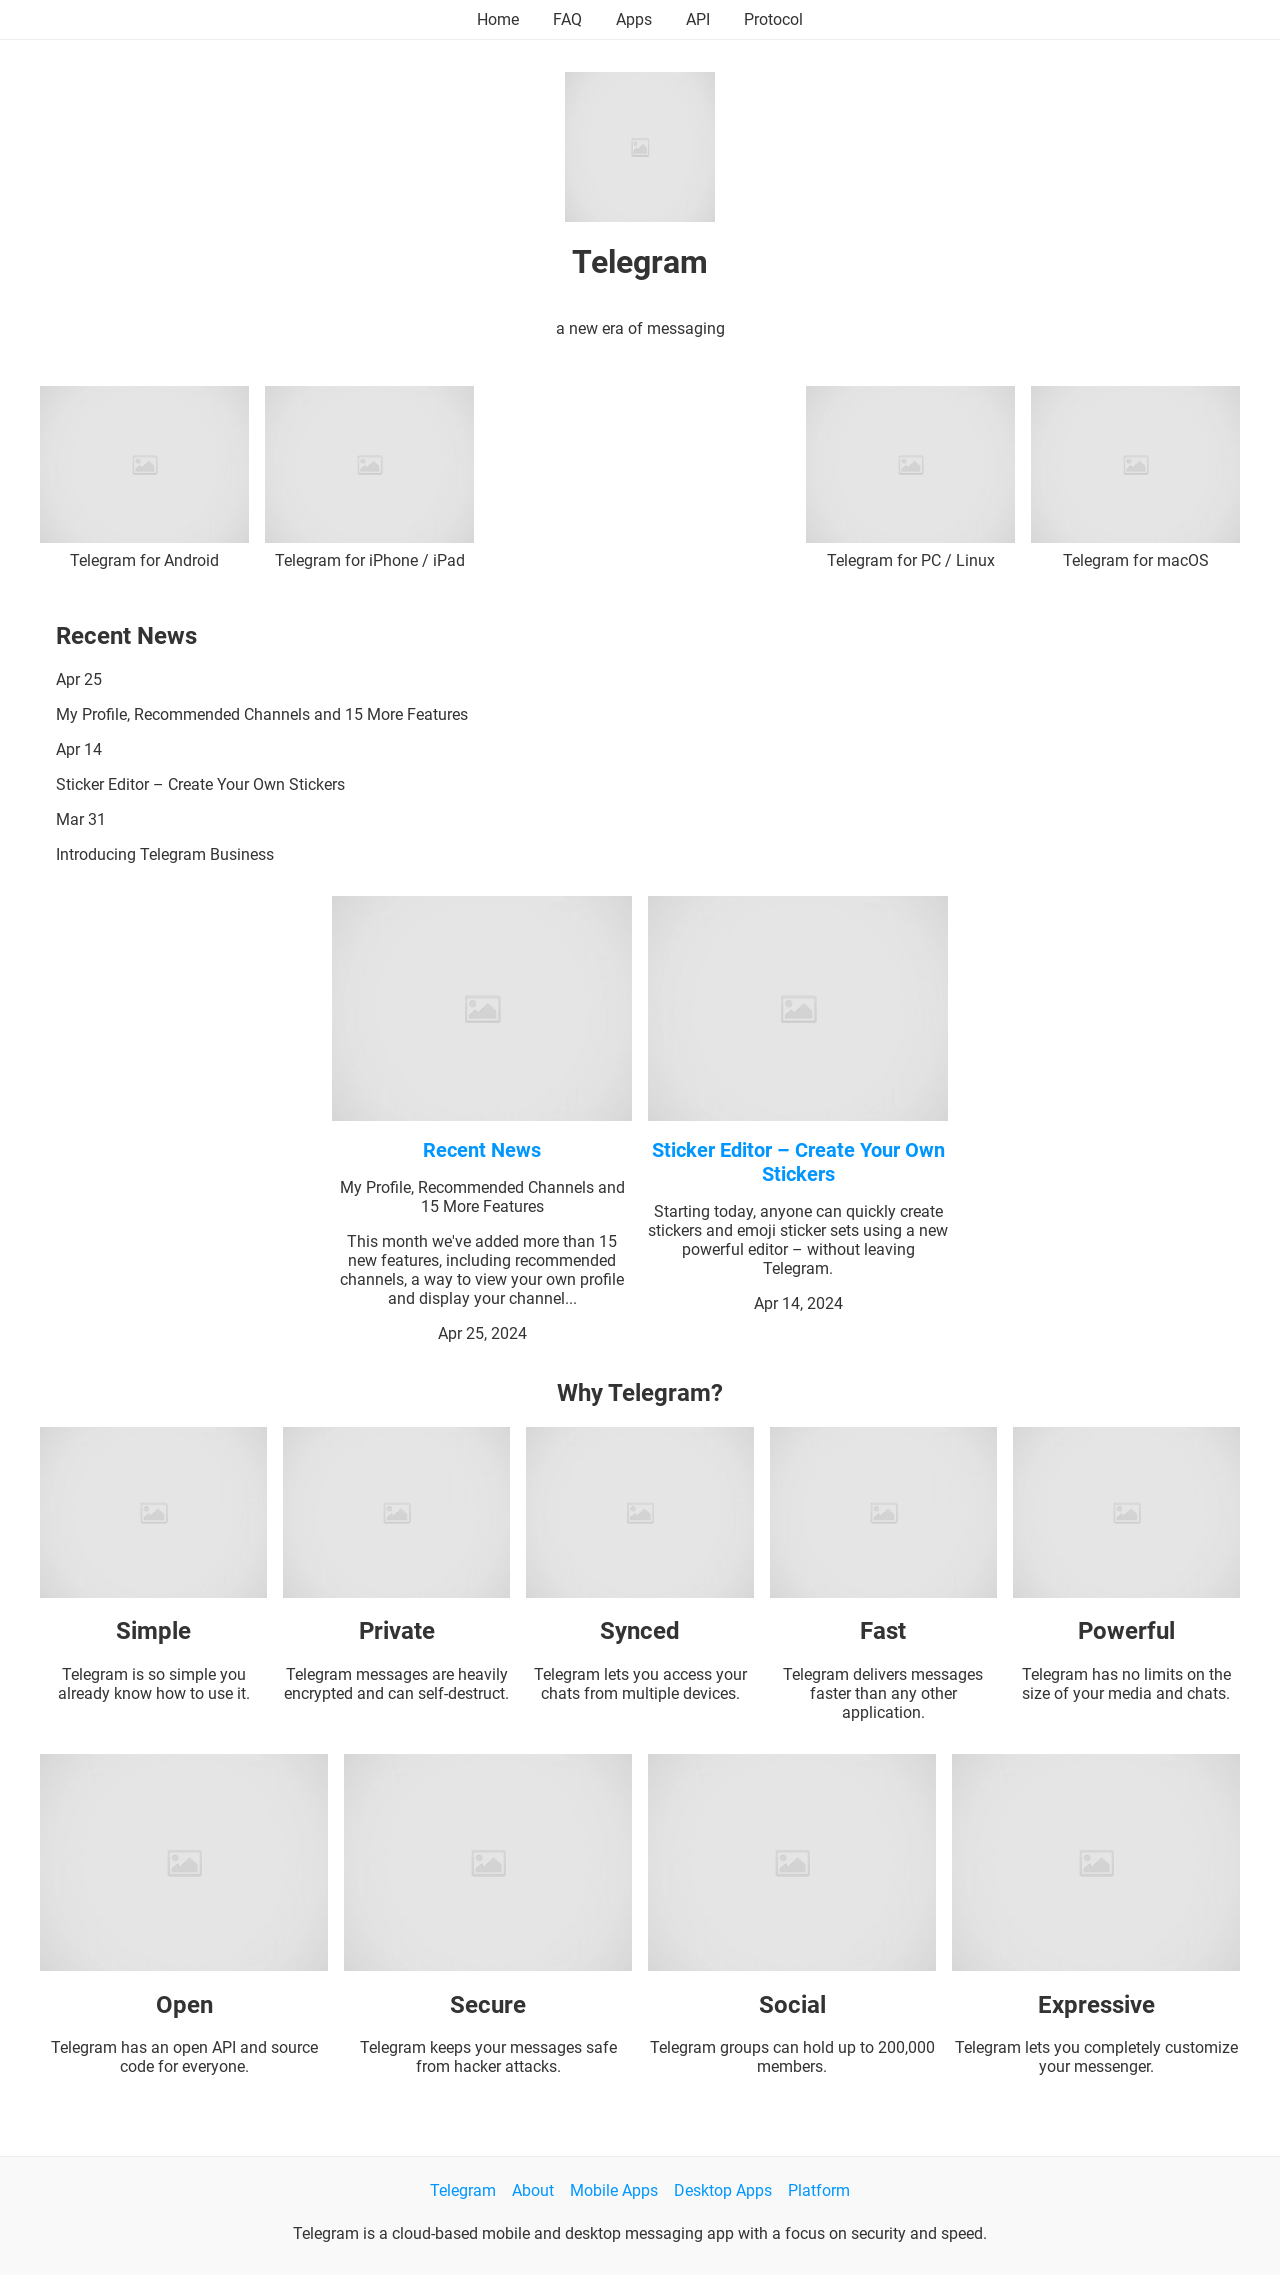 Home FAQ Apps API Protocol
Telegram
a new era of messaging
Telegram for Android
Telegram for iPhone / iPad
Telegram for PC / Linux
Telegram for macOS
Recent News
Apr 25
My Profile, Recommended Channels and 15 More Features
Apr 14
Sticker Editor – Create Your Own Stickers
Mar 31
Introducing Telegram Business
Recent News
My Profile, Recommended Channels and
15 More Features
This month we've added more than 15
new features, including recommended
channels, a way to view your own profile
and display your channel...
Apr 25, 2024
Sticker Editor – Create Your Own
Stickers
Starting today, anyone can quickly create
stickers and emoji sticker sets using a new
powerful editor – without leaving
Telegram.
Apr 14, 2024
Why Telegram?
Simple
Telegram is so simple you
already know how to use it.
Private
Telegram messages are heavily
encrypted and can self-destruct.
Synced
Telegram lets you access your
chats from multiple devices.
Fast
Telegram delivers messages
faster than any other
application.
Powerful
Telegram has no limits on the
size of your media and chats.
Open
Telegram has an open API and source
code for everyone.
Secure
Telegram keeps your messages safe
from hacker attacks.
Social
Telegram groups can hold up to 200,000
members.
Expressive
Telegram lets you completely customize
your messenger.
Telegram About Mobile Apps Desktop Apps Platform
Telegram is a cloud-based mobile and desktop messaging app with a focus on security and speed.